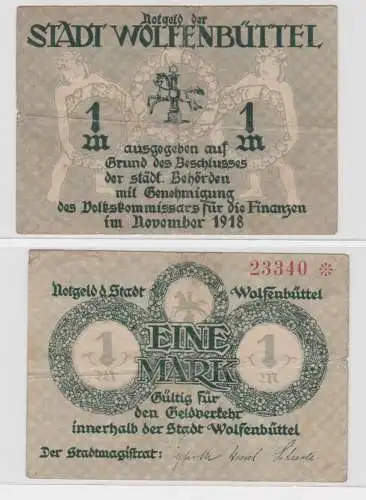 Notgeld der
STADT WOLFENBÜTTEL
1 M 1 M
ausgegeben auf
Grund des Beschlusses
der städt. Behörden
mit Genehmigung
des Volkskommissars für die Finanzen
im November 1918
23340
Notgeld d. Stadt Wolfenbüttel
1 M EINE 1 M
MARK
Gültig für
den Geldverkehr
innerhalb der Stadt Wolfenbüttel
Der Stadtmagistrat: